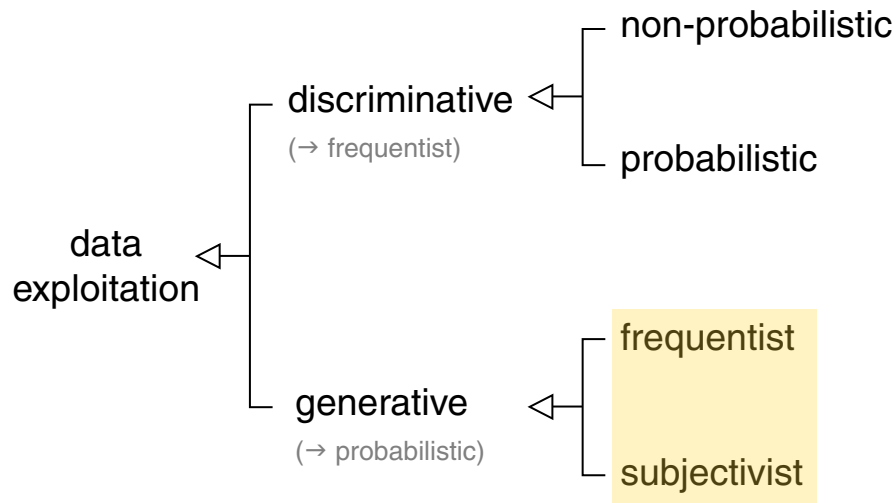 non-probabilistic
discriminative
(→ frequentist)
probabilistic
data
exploitation
frequentist
generative
(→ probabilistic)
subjectivist